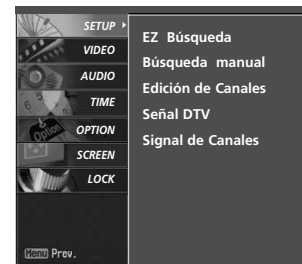 SETUP
VIDEO
AUDIO
TIME
OPTION
SCREEN
LOCK
Menu Prev.
EZ Búsqueda
Búsqueda manual
Edición de Canales
Señal DTV
Signal de Canales